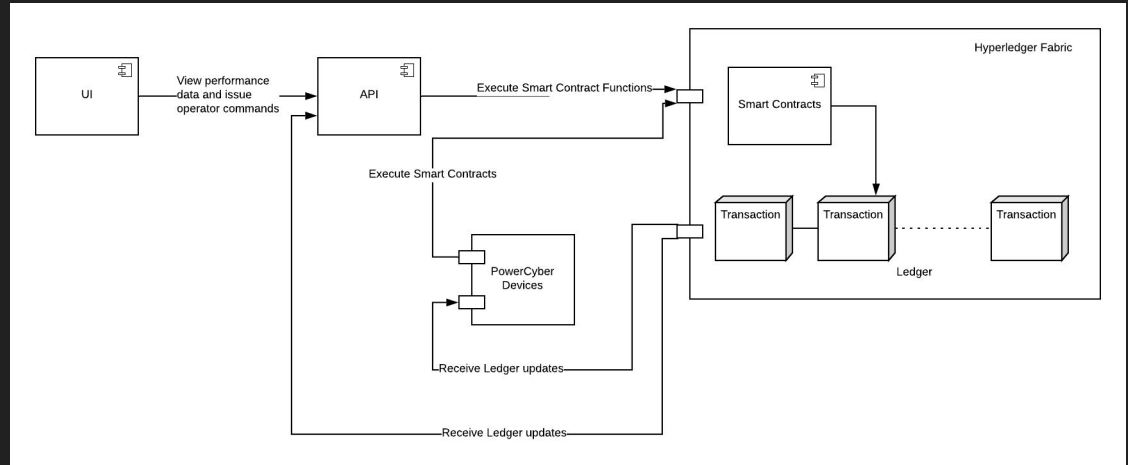 Hyperledger Fabric
UI
View performance
data and issue
operator commands
API
Execute Smart Contract Functions
Smart Contracts
Execute Smart Contracts
Transaction
Transaction
Transaction
Ledger
PowerCyber
Devices
Receive Ledger updates
Receive Ledger updates